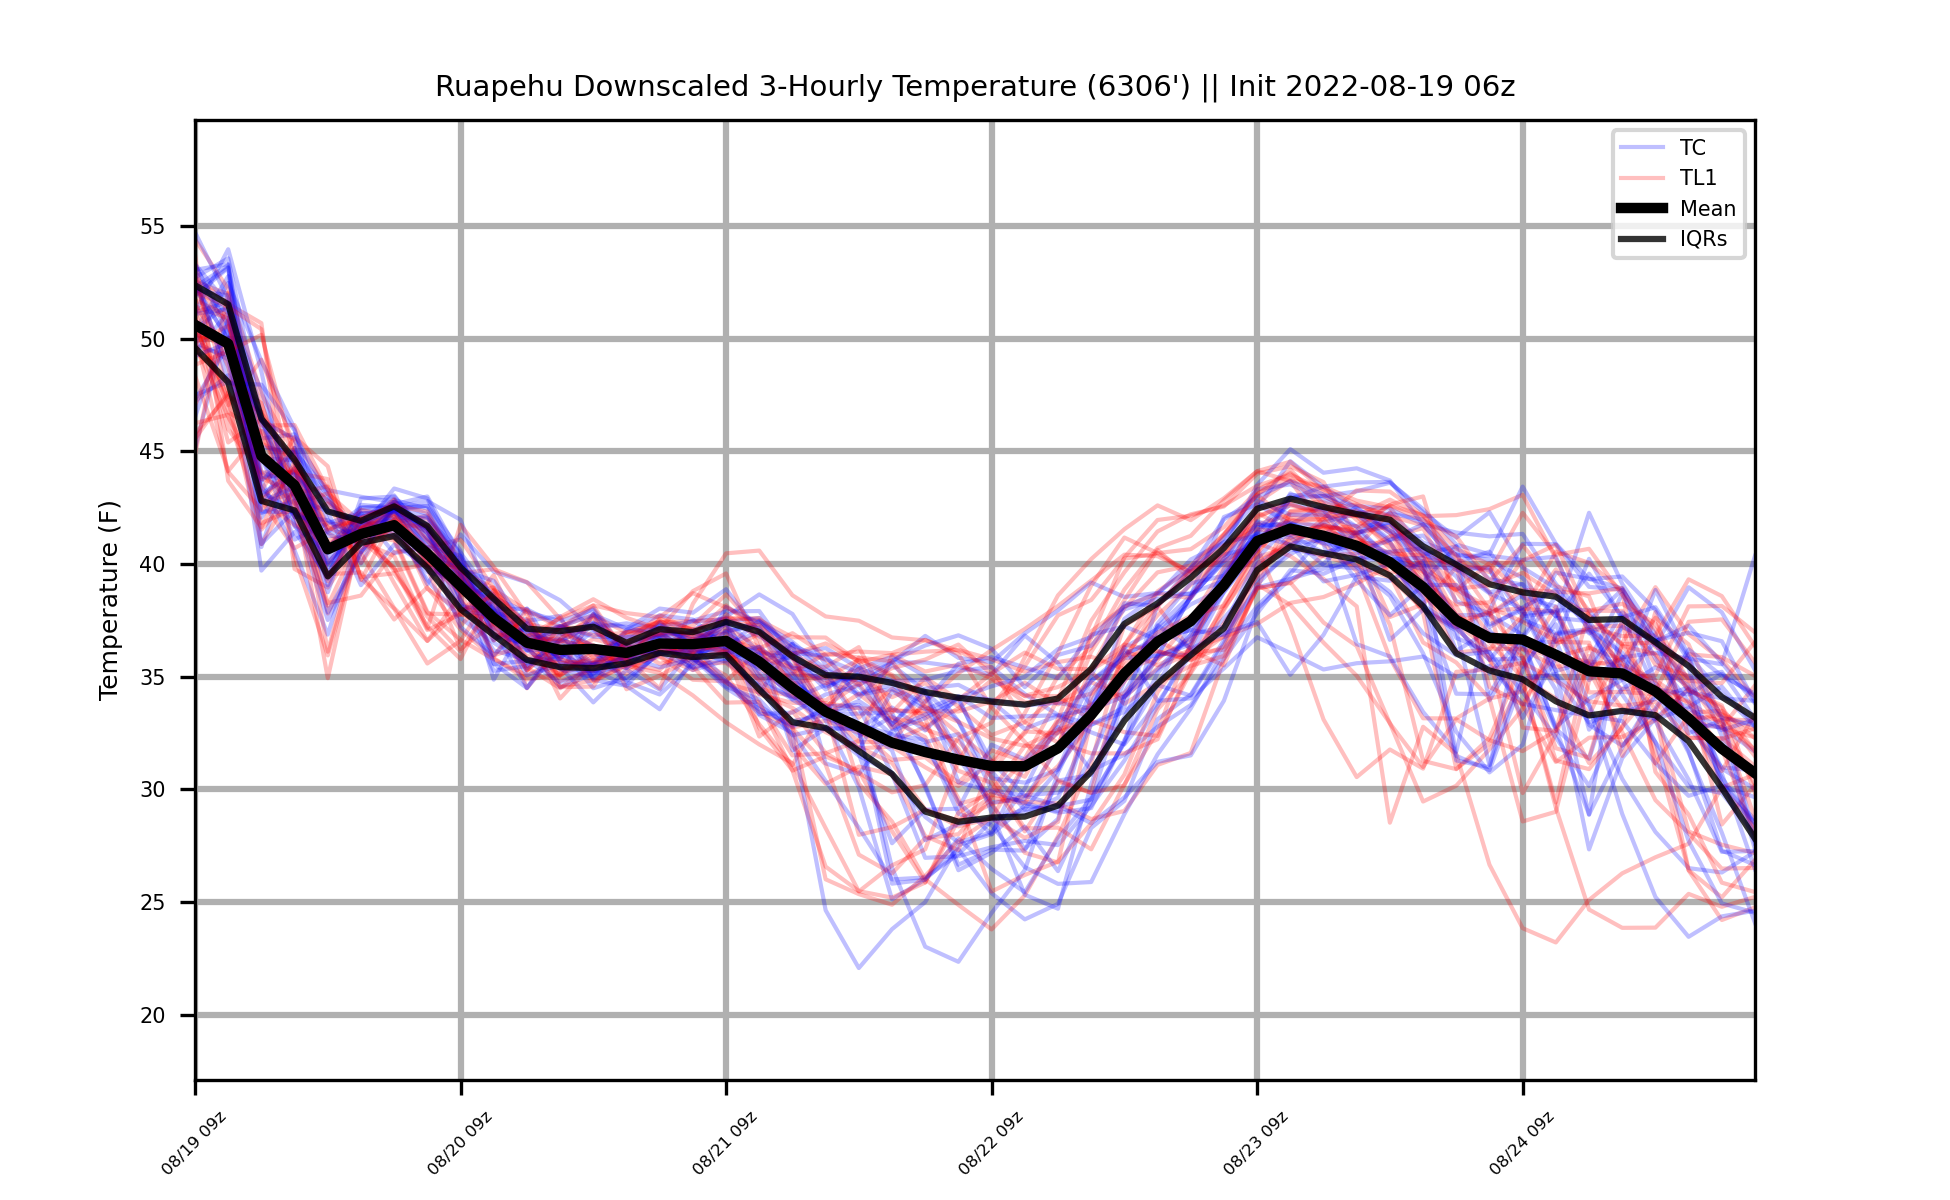 Ruapehu Downscaled 3-Hourly Temperature (6306') || Init 2022-08-19 06z
TC
TL1
Mean
IQRs
Temperature (F)
55
50
45
40
35
30
25
20
08/19 09z
08/20 09z
08/21 09z
08/22 09z
08/23 09z
08/24 09z